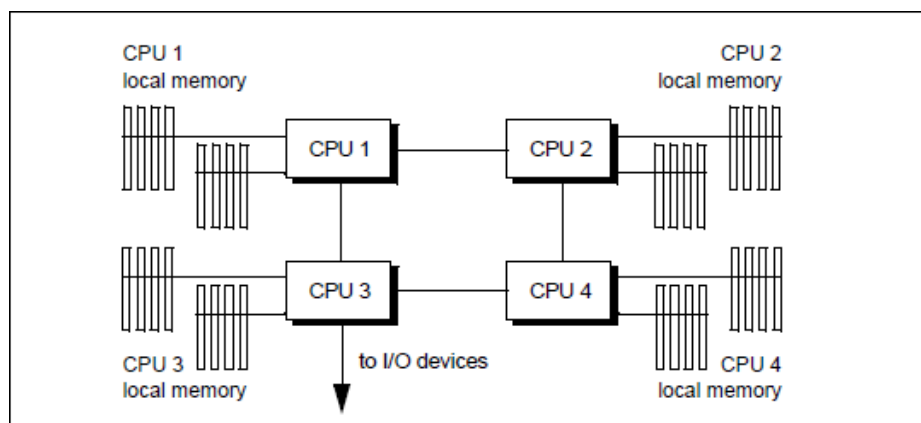 CPU 1
local memory
CPU 2
local memory
CPU 1
CPU 2
CPU 3
CPU 4
to I/O devices
CPU 3
local memory
CPU 4
local memory